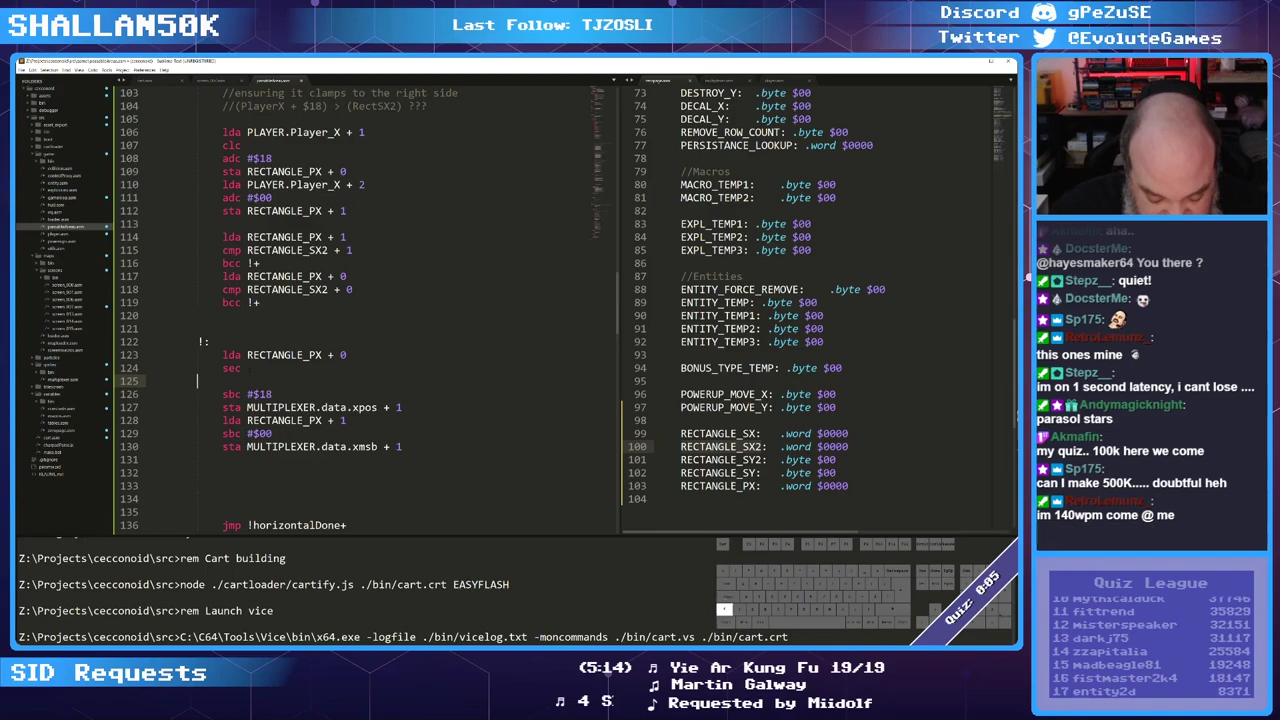 SHALLAN50K
Last Follow: TJZOSLI
Discord gPeZuSE
Twitter @EvoluteGames
103 //ensuring it clamps to the right side
104 //(PlayerX + $18) > (RectSX2) ???
105
106 lda PLAYER.Player_X + 1
107 clc
108 adc #$18
109 sta RECTANGLE_PX + 0
110 lda PLAYER.Player_X + 2
111 adc #$00
112 sta RECTANGLE_PX + 1
113
114 lda RECTANGLE_PX + 1
115 cmp RECTANGLE_SX2 + 1
116 bcc !+
117 lda RECTANGLE_PX + 0
118 cmp RECTANGLE_SX2 + 0
119 bcc !+
120
121
122 !:
123 lda RECTANGLE_PX + 0
124 sec
125
126 sbc #$18
127 sta MULTIPLEXER.data.xpos + 1
128 lda RECTANGLE_PX + 1
129 sbc #$00
130 sta MULTIPLEXER.data.xmsb + 1
131
132
133
134
135
136 jmp !horizontalDone+
73 DESTROY_Y: .byte $00
74 DECAL_X: .byte $00
75 DECAL_Y: .byte $00
76 REMOVE_ROW_COUNT: .byte $00
77 PERSISTANCE_LOOKUP: .word $0000
78
79 //Macros
80 MACRO_TEMP1: .byte $00
81 MACRO_TEMP2: .byte $00
82
83 EXPL_TEMP1: .byte $00
84 EXPL_TEMP2: .byte $00
85 EXPL_TEMP3: .byte $00
86
87 //Entities
88 ENTITY_FORCE_REMOVE: .byte $00
89 ENTITY_TEMP: .byte $00
90 ENTITY_TEMP1: .byte $00
91 ENTITY_TEMP2: .byte $00
92 ENTITY_TEMP3: .byte $00
93
94 BONUS_TYPE_TEMP: .byte $00
95
96 POWERUP_MOVE_X: .byte $00
97 POWERUP_MOVE_Y: .byte $00
98
99 RECTANGLE_SX: .word $0000
100 RECTANGLE_SX2: .word $0000
101 RECTANGLE_SY2: .byte $00
102 RECTANGLE_SY: .byte $00
103 RECTANGLE_PX: .word $0000
104
Z:\Projects\cecconoid\src>rem Cart building
Z:\Projects\cecconoid\src>node ./cartloader/cartify.js ./bin/cart.crt EASYFLASH
Z:\Projects\cecconoid\src>rem Launch vice
Z:\Projects\cecconoid\src>C:\C64\Tools\Vice\bin\x64.exe -logfile ./bin/vicelog.txt -moncommands ./bin/cart.vs ./bin/cart.crt
Quiz: 0:05
Akmafin: aha..
DocsterMe:
@hayesmaker64 You there ?
Stepz__: quiet!
DocsterMe:
Sp175:
RetroLemunz_:
this ones mine
Stepz__:
im on 1 second latency, i cant lose ....
Andymagicknight:
parasol stars
Akmafin:
my quiz.. 100k here we come
Sp175:
can I make 500K..... doubtful heh
RetroLemunz_:
im 140wpm come @ me
Quiz League
10 mythicalduck 37746
11 fittrend 35829
12 misterspeaker 32151
13 darkj75 31117
14 zzapitalia 25584
15 madbeagle81 19248
16 fistmaster2k4 18147
17 entity2d 8371
SID Requests
(5:14) Yie Ar Kung Fu 19/19
Martin Galway
4 S
Requested by Miidolf